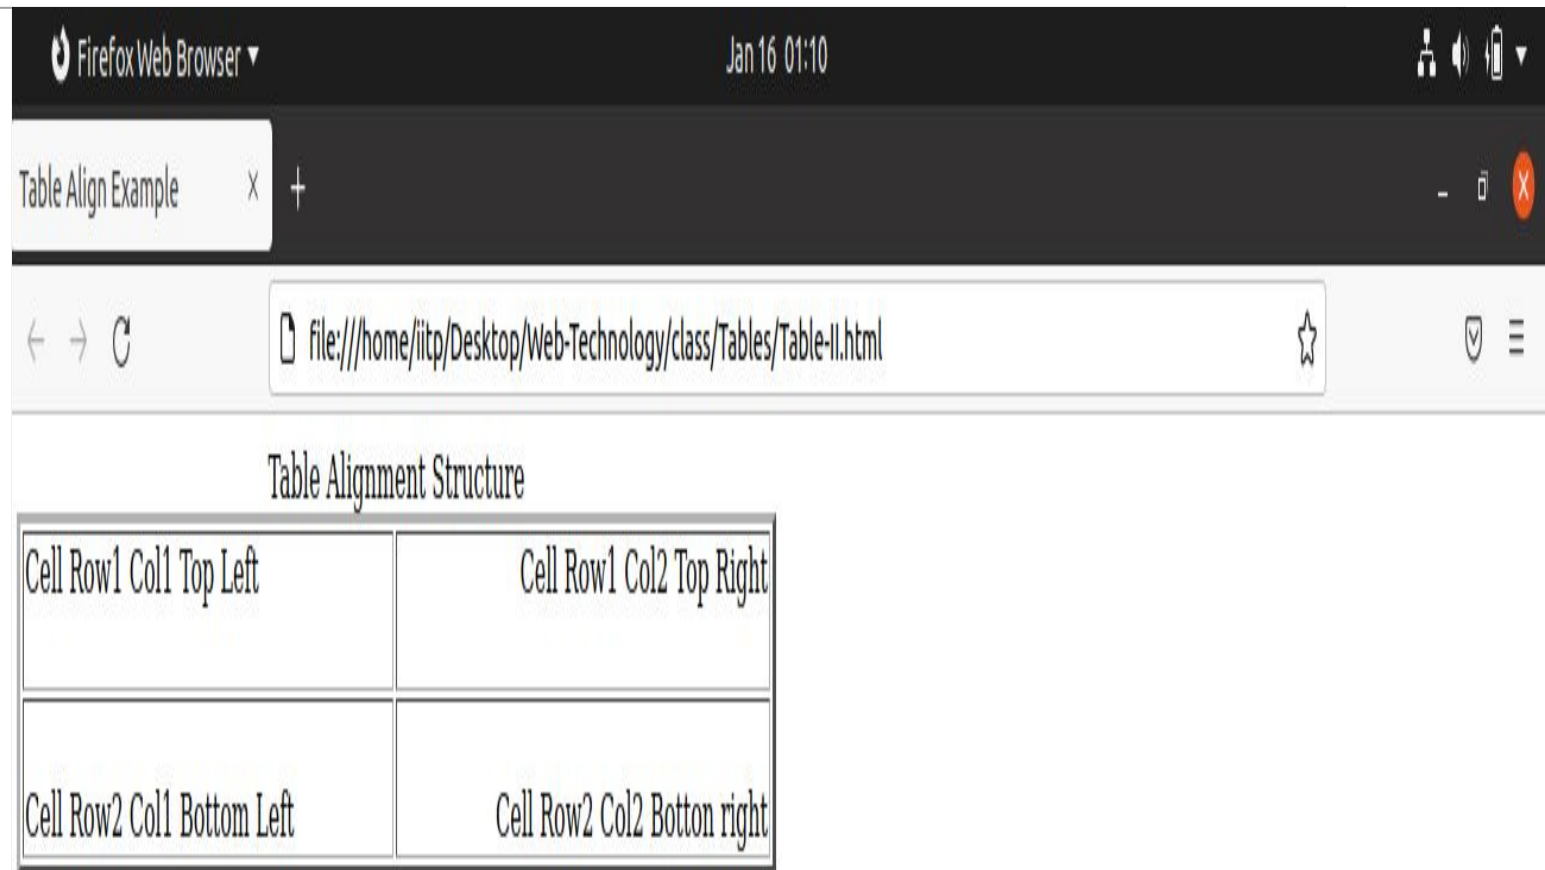 Firefox Web Browser
Jan 16 01:10
Table Align Example
file:///home/iitp/Desktop/Web-Technology/class/Tables/Table-II.html
Table Alignment Structure
Cell Row1 Col1 Top Left
Cell Row1 Col2 Top Right
Cell Row2 Col1 Bottom Left
Cell Row2 Col2 Botton right